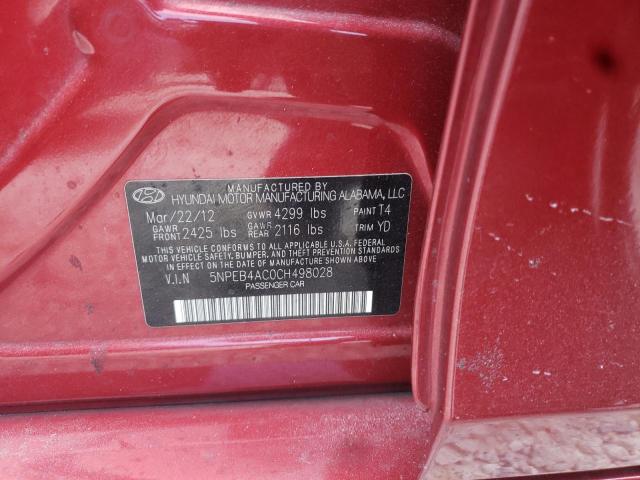 MANUFACTURED BY
HYUNDAI MOTOR MANUFACTURING ALABAMA, LLC
Mar/22/12 GVWR 4299 lbs PAINT T4
GAWR FRONT 2425 lbs GAWR REAR 2116 lbs TRIM YD
THIS VEHICLE CONFORMS TO ALL APPLICABLE U.S.A. FEDERAL
MOTOR VEHICLE SAFETY, BUMPER, AND THEFT PREVENTION STANDARDS
IN EFFECT ON THE DATE OF MANUFACTURE SHOWN ABOVE.
V.I.N 5NPEB4AC0CH498028
PASSENGER CAR